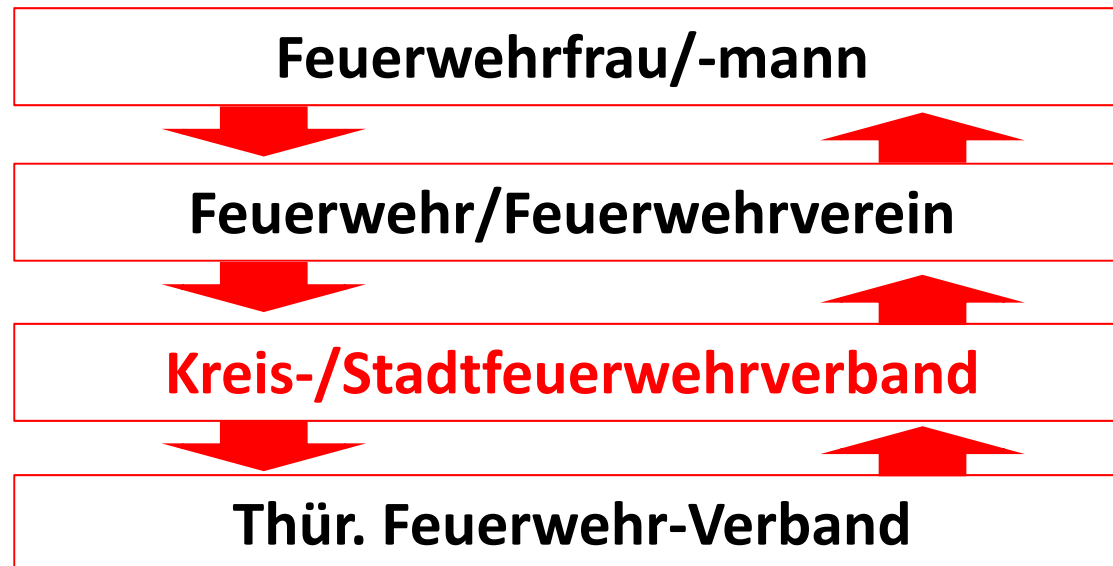 Feuerwehrfrau/-mann
Feuerwehr/Feuerwehrverein
Kreis-/Stadtfeuerwehrverband
Thür. Feuerwehr-Verband